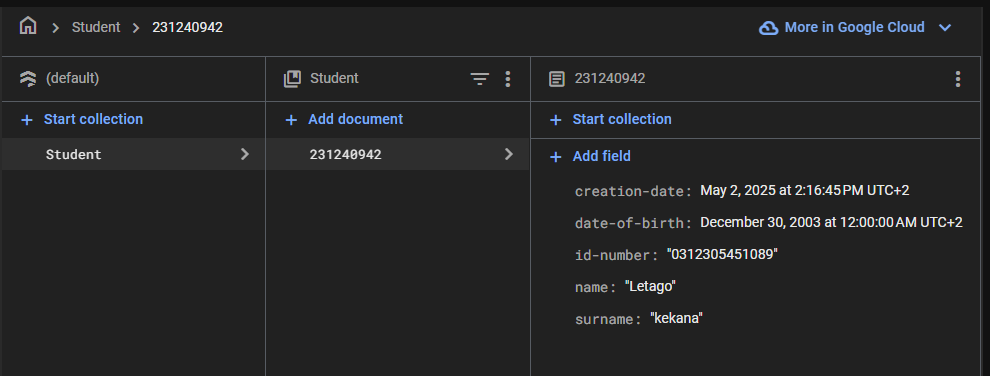 Student 231240942 More in Google Cloud
(default) Student 231240942
Start collection Add document Start collection
Student 231240942 Add field
creation-date: May 2, 2025 at 2:16:45 PM UTC+2
date-of-birth: December 30, 2003 at 12:00:00 AM UTC+2
id-number: "0312305451089"
name: "Letago"
surname: "kekana"